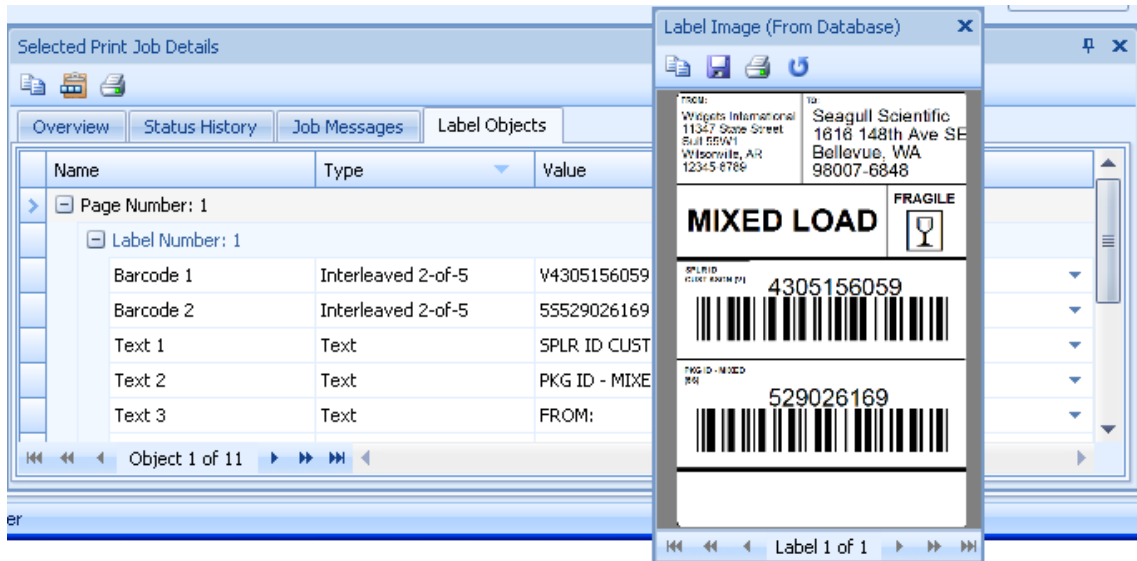 Selected Print Job Details
Overview
Status History
Job Messages
Label Objects
Name Type Value
Page Number: 1
Label Number: 1
Barcode 1 Interleaved 2-of-5 V4305156059
Barcode 2 Interleaved 2-of-5 5S529026169
Text 1 Text SPLR ID CUST
Text 2 Text PKG ID - MIXE
Text 3 Text FROM:
Object 1 of 11
er
Label Image (From Database)
FROM:
Widgets International
11347 State Street
Wilsonville, AR
12345-6789
TO:
Seagull Scientific
1616 148th Ave SE
Bellevue, WA
98007-6848
MIXED LOAD
FRAGILE
SPLR ID
4305156059
PKG ID - MIXED
(5S)
529026169
Label 1 of 1